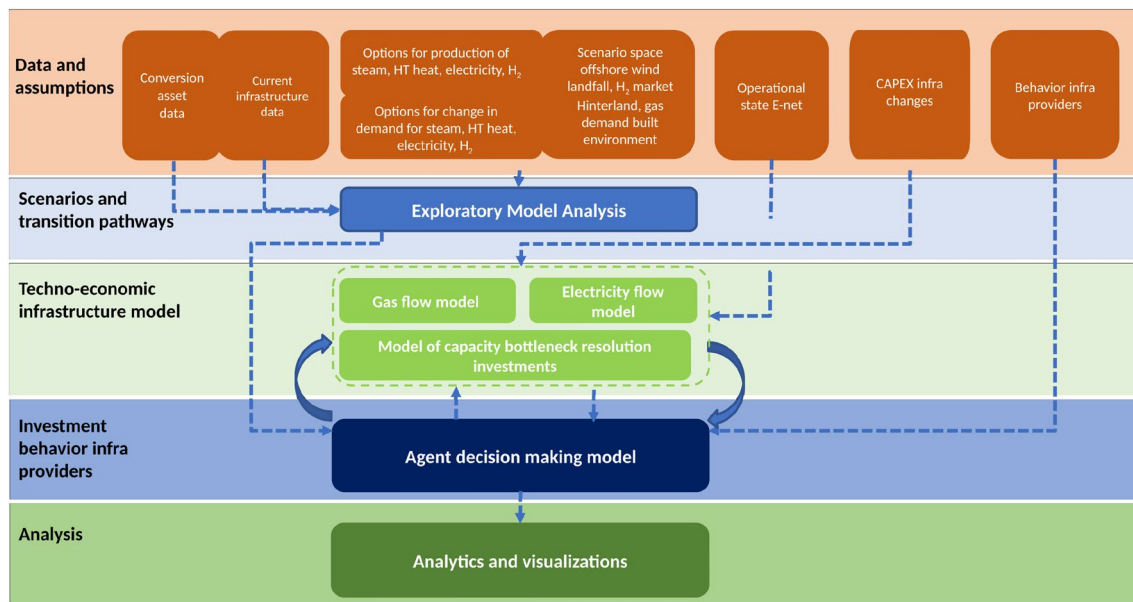 Data and
assumptions
Conversion
asset
data
Current
infrastructure
data
Options for production of
steam, HT heat, electricity, H₂
Options for change in
demand for steam, HT heat,
electricity, H₂
Scenario space
offshore wind
landfall, H₂ market
Hinterland, gas
demand built
environment
Operational
state E-net
CAPEX infra
changes
Behavior infra
providers
Scenarios and
transition pathways
Exploratory Model Analysis
Techno-economic
infrastructure model
Gas flow model
Electricity flow
model
Model of capacity bottleneck resolution
investments
Investment
behavior infra
providers
Agent decision making model
Analysis
Analytics and visualizations